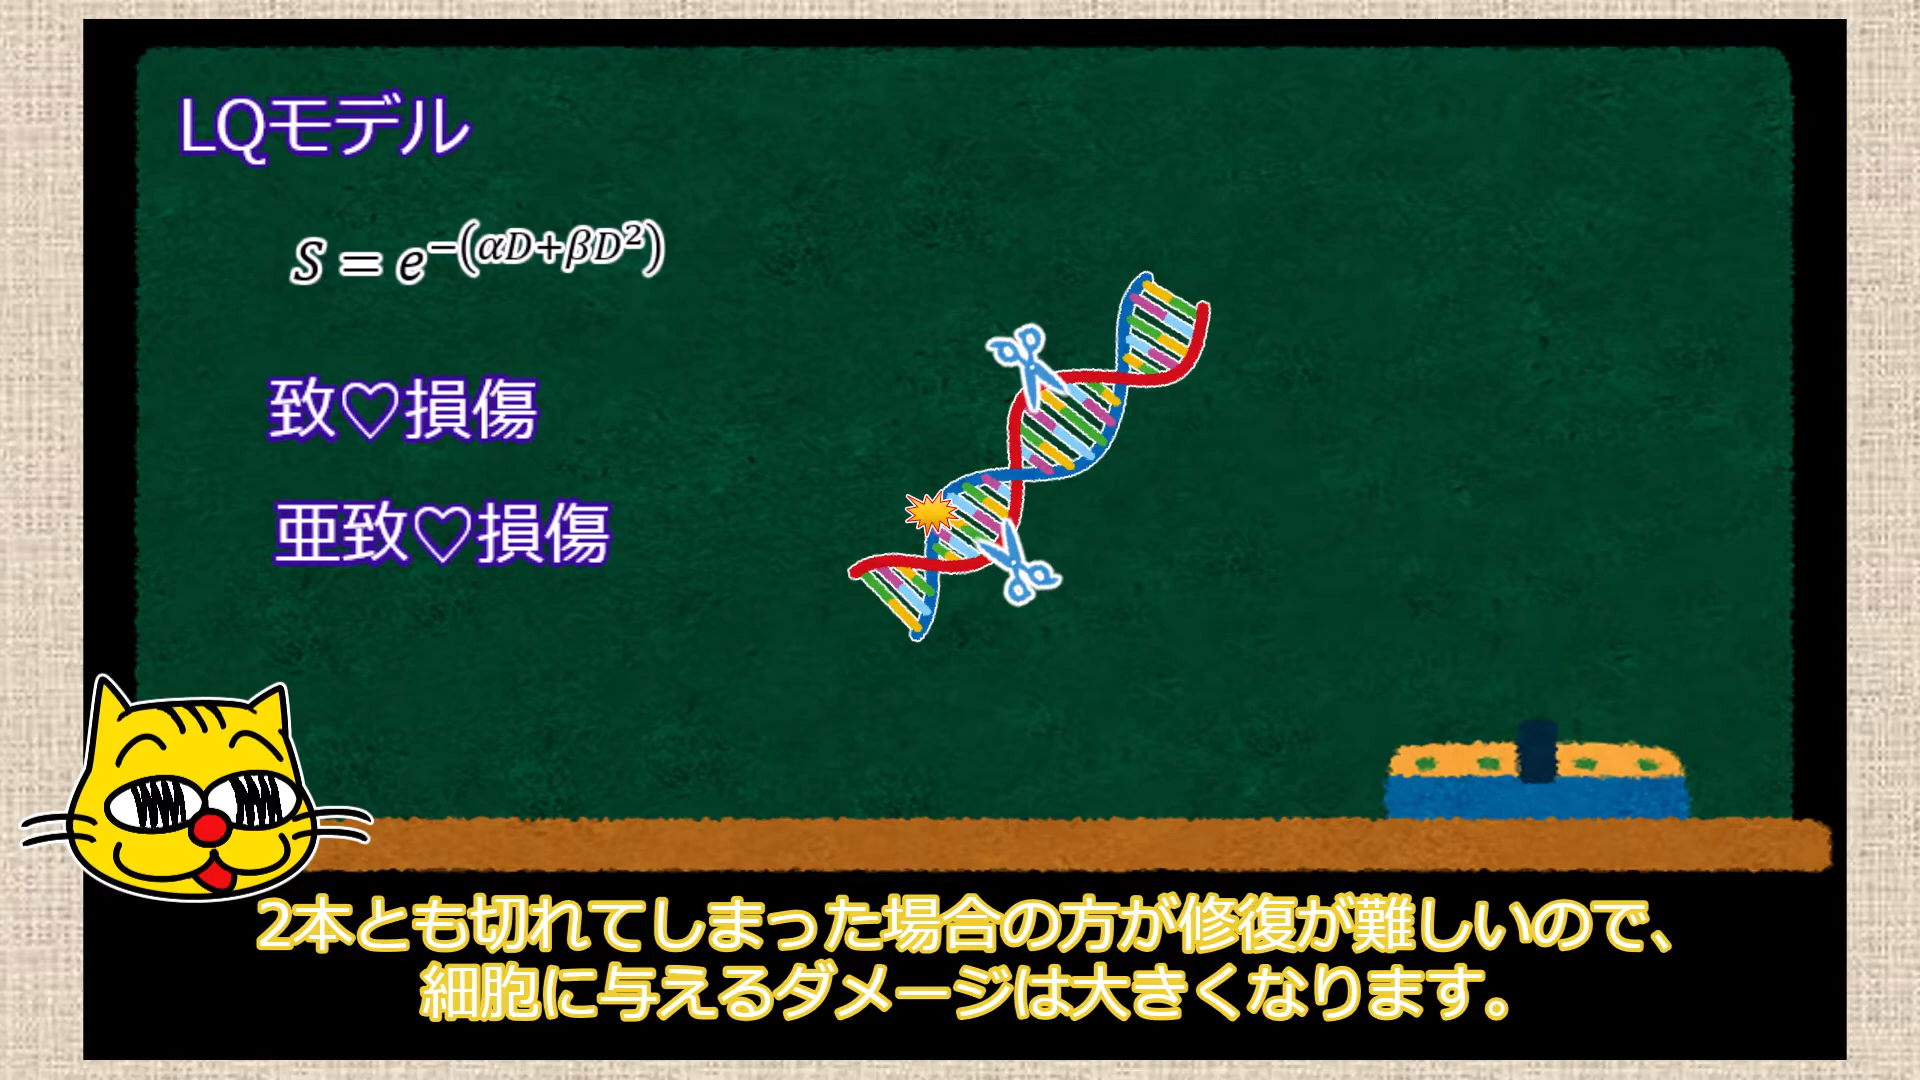 LQモデル
S = e^{-(αD+βD²)}
致♡損傷
亜致♡損傷
2本とも切れてしまった場合の方が修復が難しいので、
細胞に与えるダメージは大きくなります。